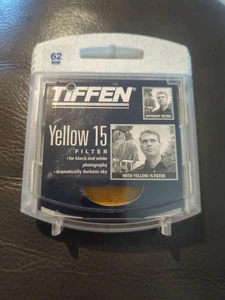 62
MM
TIFFEN
WITHOUT FILTER
Yellow 15
FILTER
• for black and white
photography
• dramatically darkens sky
WITH YELLOW 15 FILTER